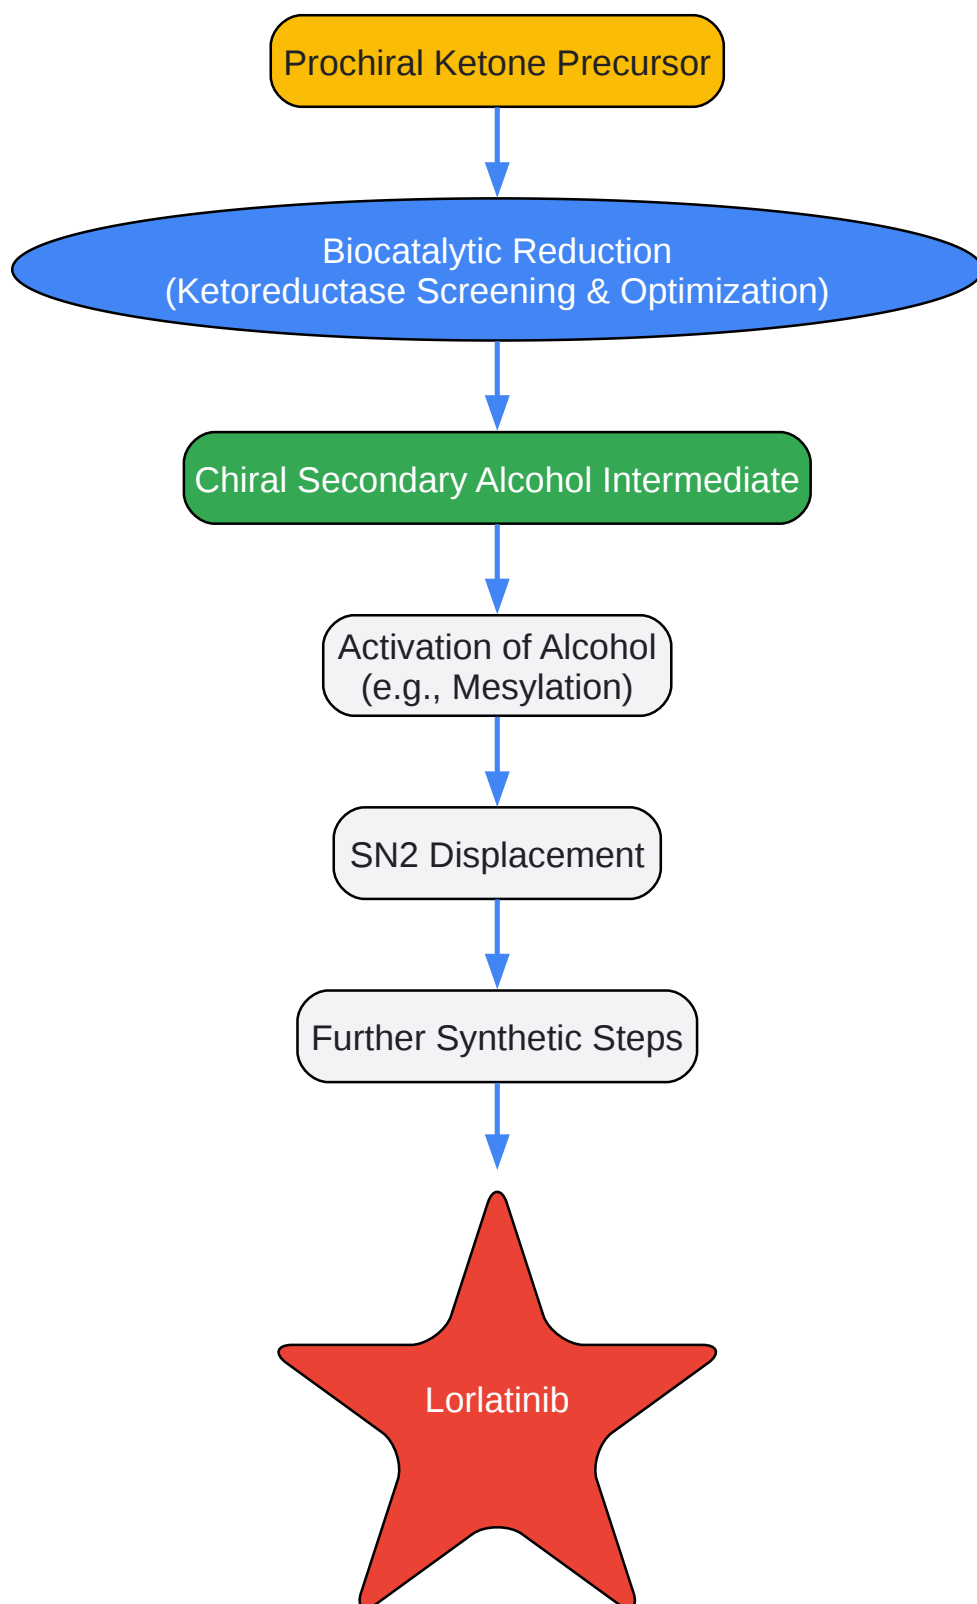 Prochiral Ketone Precursor
Biocatalytic Reduction
(Ketoreductase Screening & Optimization)
Chiral Secondary Alcohol Intermediate
Activation of Alcohol
(e.g., Mesylation)
SN2 Displacement
Further Synthetic Steps
Lorlatinib